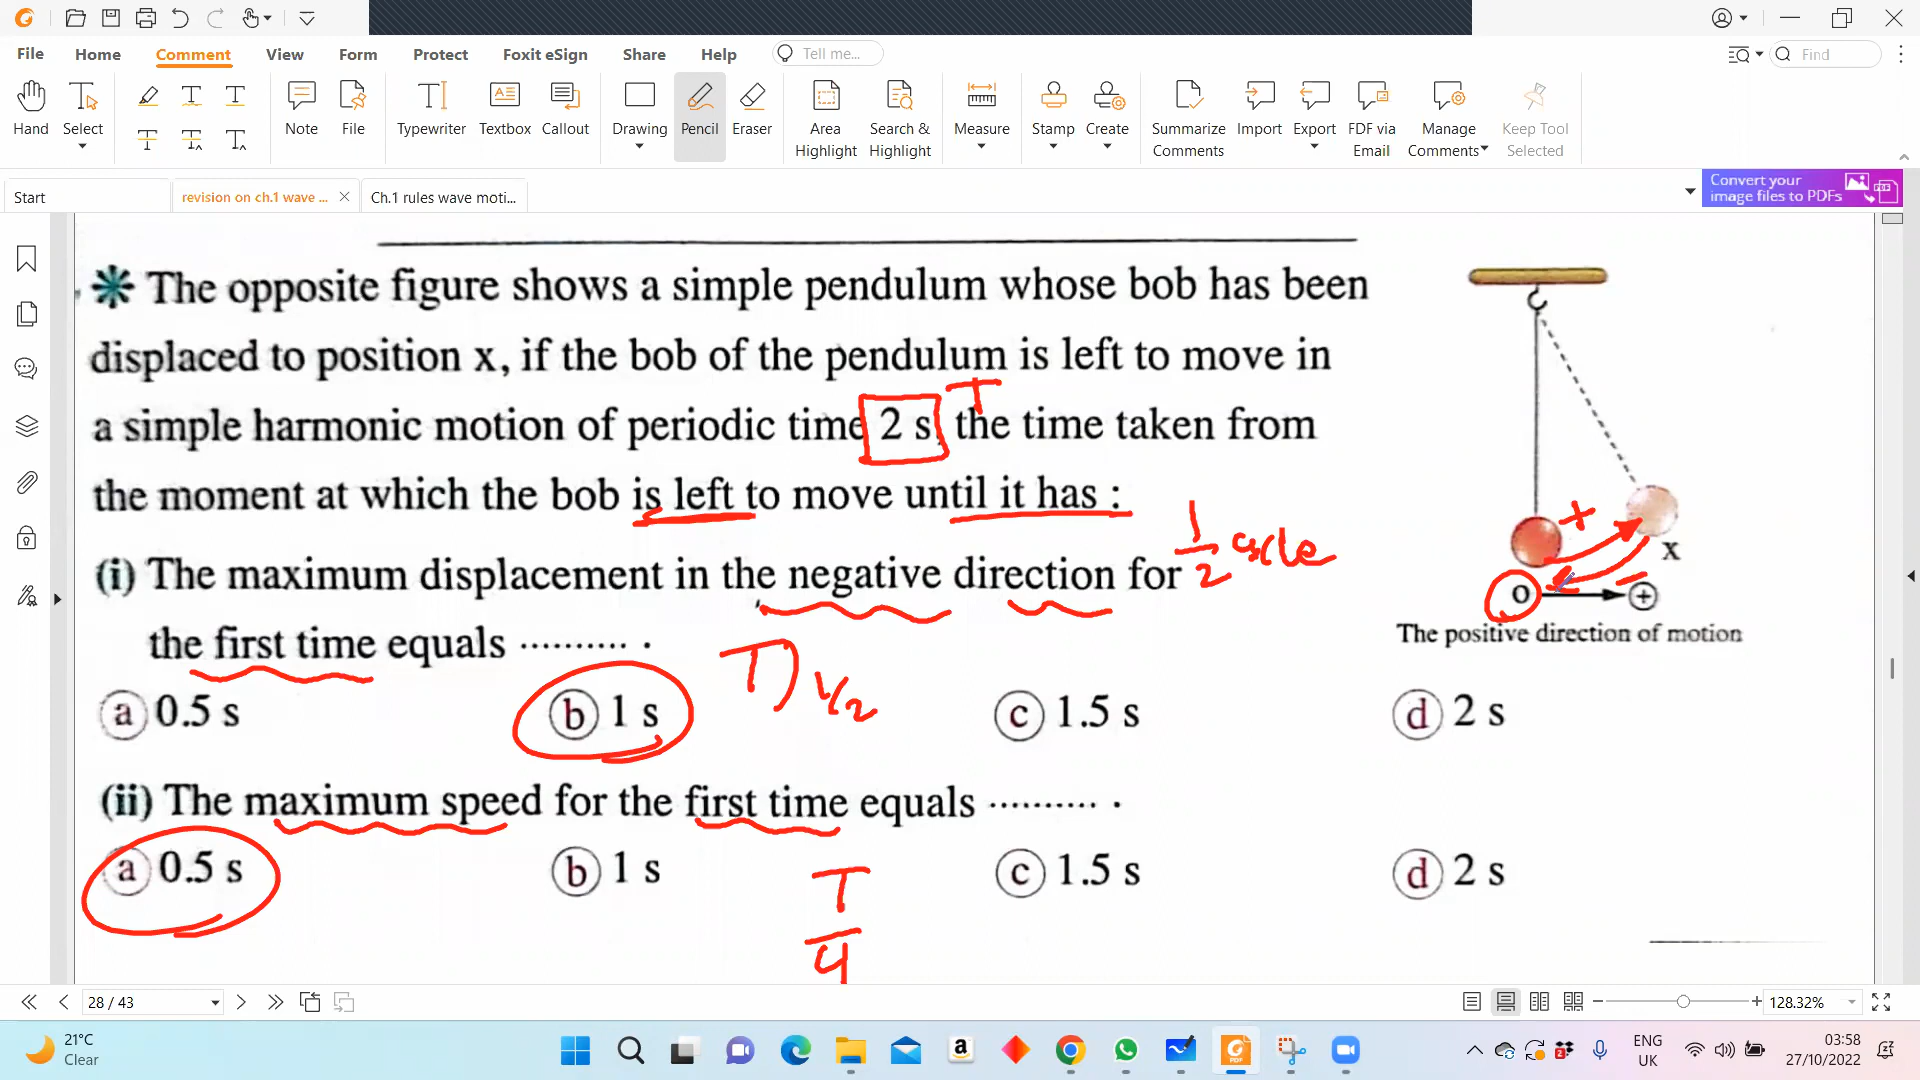 File Home Comment View Form Protect Foxit eSign Share Help Tell me... Find
Hand Select Note File Typewriter Textbox Callout Drawing Pencil Eraser Area Highlight Search & Highlight Measure Stamp Create Summarize Comments Import Export FDF via Email Manage Comments Keep Tool Selected
Start revision on ch.1 wave ... Ch.1 rules wave moti...
Convert your
image files to PDFs
The opposite figure shows a simple pendulum whose bob has been
displaced to position x, if the bob of the pendulum is left to move in
T
a simple harmonic motion of periodic time 2 s, the time taken from
the moment at which the bob is left to move until it has :
1/2 cycle
(i) The maximum displacement in the negative direction for
the first time equals .......... .
T) 1/2
a 0.5 s b 1 s c 1.5 s d 2 s
(ii) The maximum speed for the first time equals .......... .
a 0.5 s b 1 s c 1.5 s d 2 s
T
4
+
x
−
o +
The positive direction of motion
28 / 43
128.32%
21°C
Clear
ENG
UK
03:58
27/10/2022